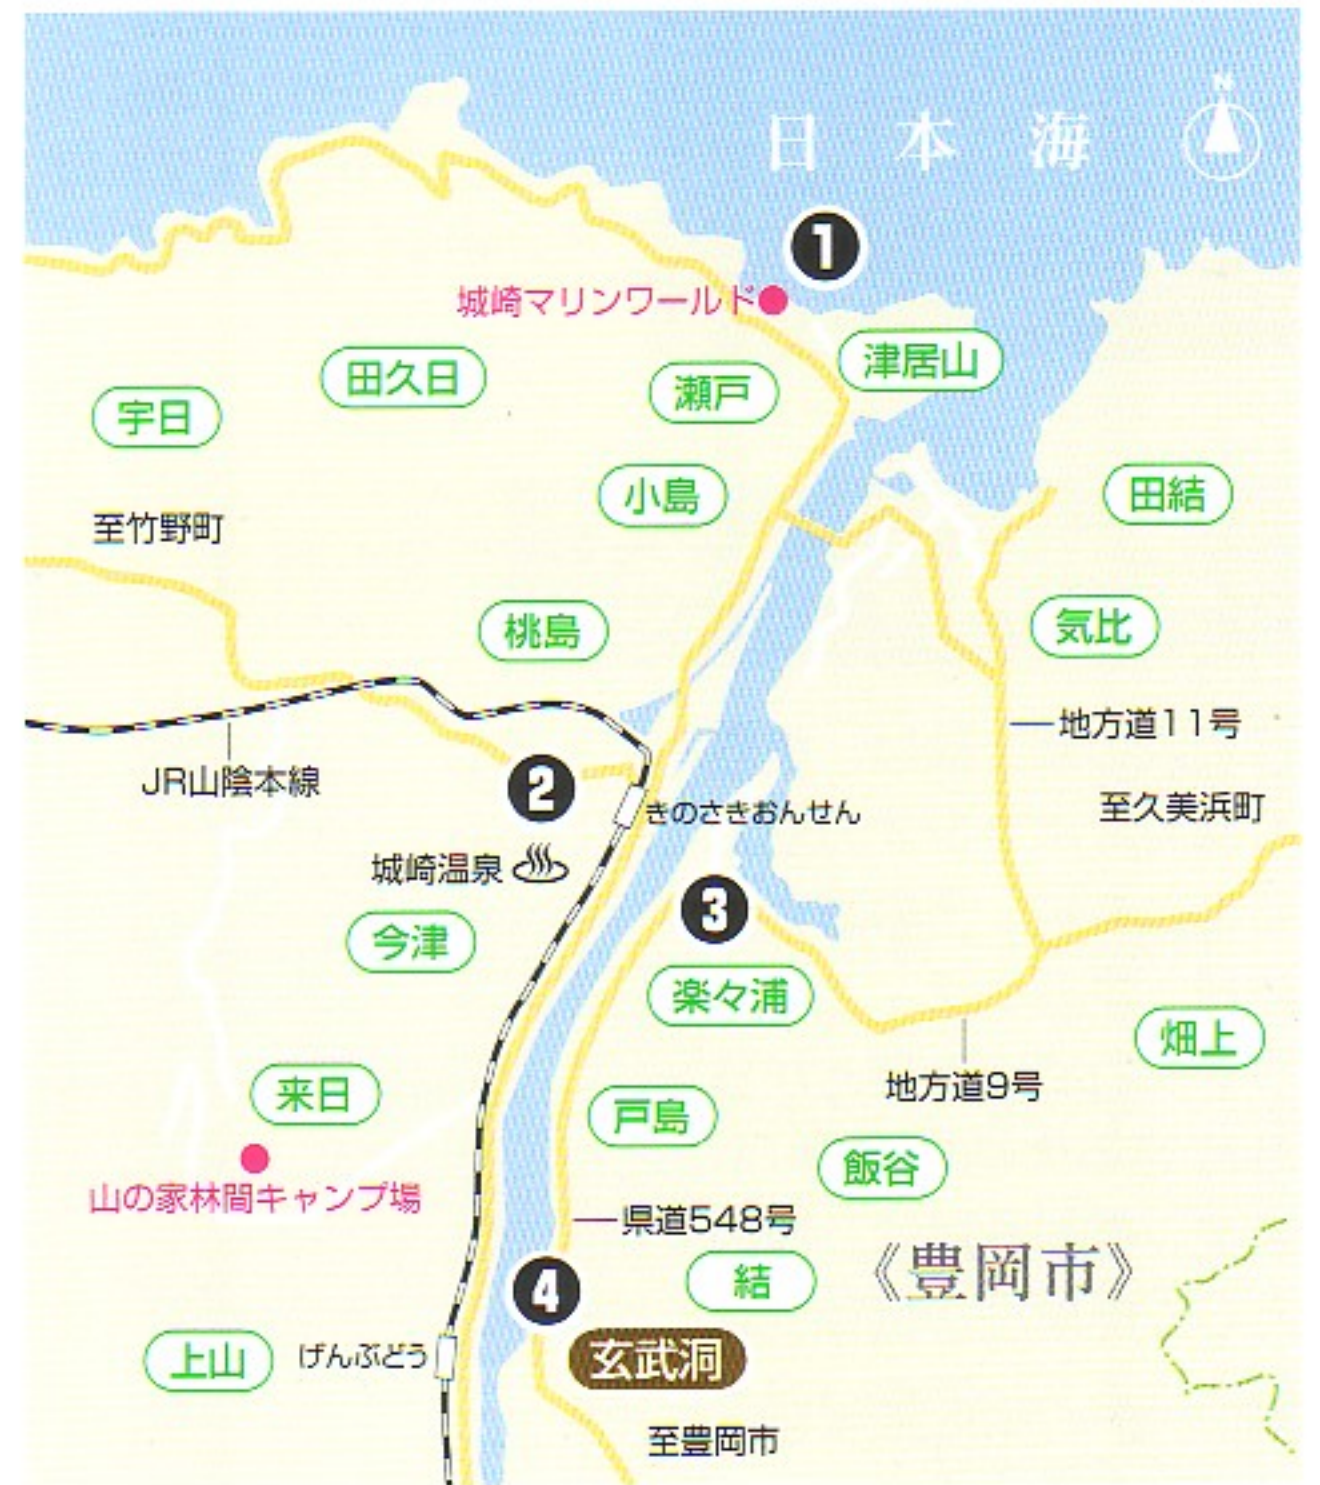 N
日本海
1
城崎マリンワールド
津居山
田久日
瀬戸
宇日
小島
田結
至竹野町
桃島
気比
地方道11号
JR山陰本線
2
至久美浜町
きのさきおんせん
城崎温泉
3
今津
楽々浦
畑上
地方道9号
来日
戸島
飯谷
山の家林間キャンプ場
県道548号
《豊岡市》
結
4
上山
げんぶどう
玄武洞
至豊岡市